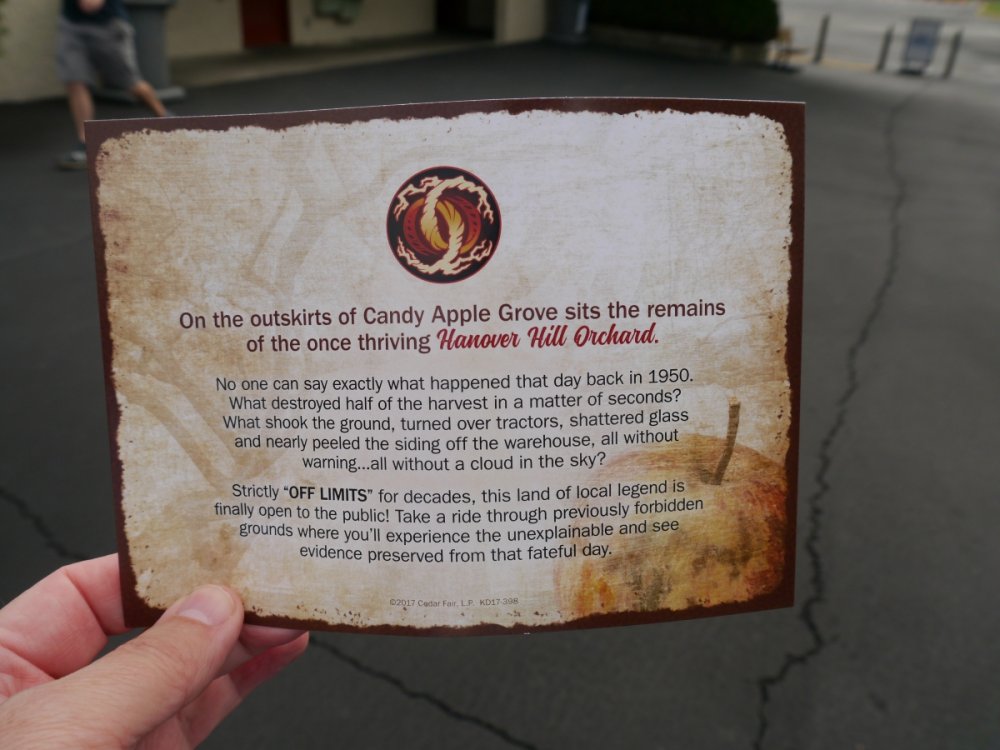 On the outskirts of Candy Apple Grove sits the remains
of the once thriving Hanover Hill Orchard.
No one can say exactly what happened that day back in 1950.
What destroyed half of the harvest in a matter of seconds?
What shook the ground, turned over tractors, shattered glass
and nearly peeled the siding off the warehouse, all without
warning...all without a cloud in the sky?
Strictly "OFF LIMITS" for decades, this land of local legend is
finally open to the public! Take a ride through previously forbidden
grounds where you'll experience the unexplainable and see
evidence preserved from that fateful day.
©2017 Cedar Fair, L.P. KD17-398